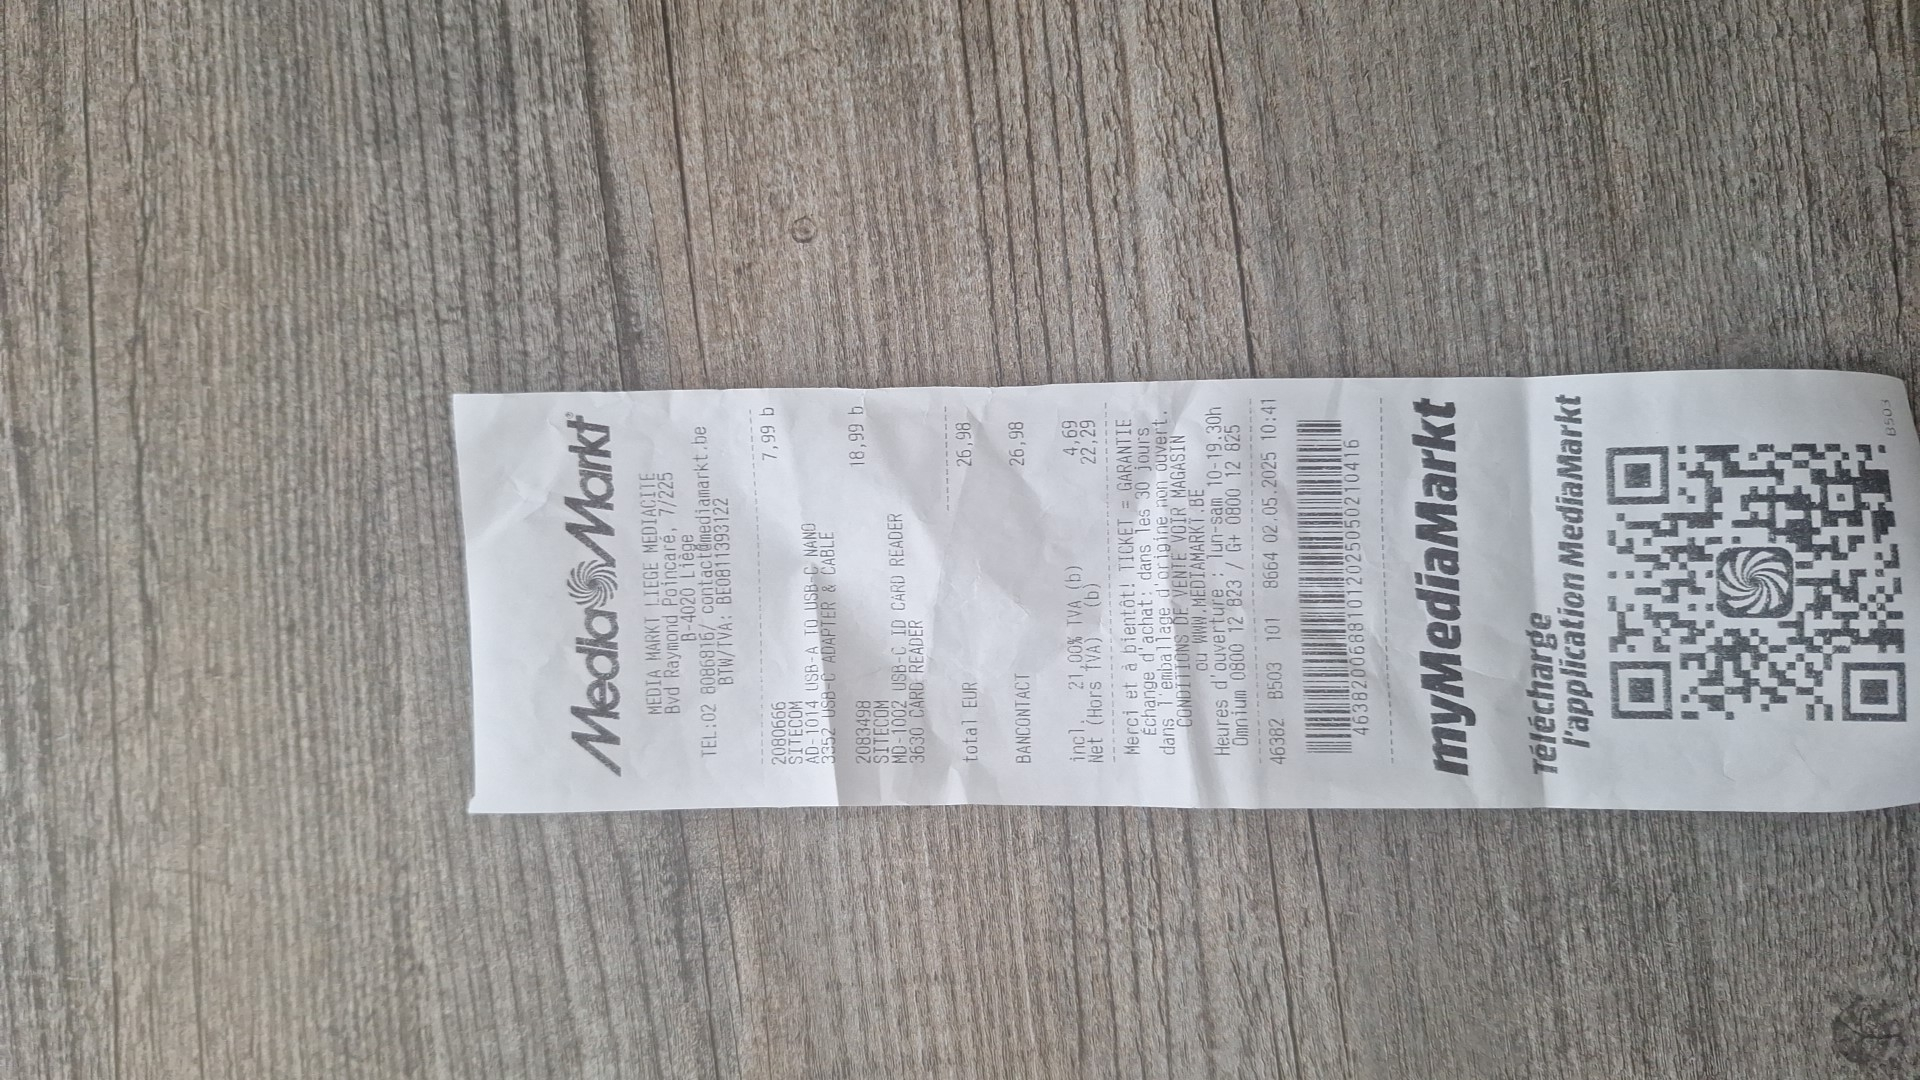 Media Markt
MEDIA MARKT LIEGE MEDIACITE
Bvd Raymond Poincaré, 7/225
B-4020 Liège
TEL:02 8086816/ contact@mediamarkt.be
BTW/TVA: BE0811393122
2080666 7,99 b
SITECOM
AD-1014 USB-A TO USB-C NANO
3352 USB-C ADAPTER & CABLE
2083498 18,99 b
SITECOM
MD-1002 USB-C ID CARD READER
3630 CARDREADER
total EUR 26,98
BANCONTACT 26,98
incl. 21,00% TVA (b) 4,69
Net (Hors TVA) (b) 22,29
Merci et à bientôt! TICKET = GARANTIE
Échange d'achat: dans les 30 jours
dans l'emballage d'origine non ouvert.
CONDITIONS DE VENTE VOIR MAGASIN
ou WWW.MEDIAMARKT.BE
Heures d'ouverture : lun-sam 10-19.30h
Omnium 0800 12 823 / G+ 0800 12 825
46382 B503 101 8664 02.05.2025 10:41
4638200688101202505020416
myMediaMarkt
Télécharge
l'application MediaMarkt
B503